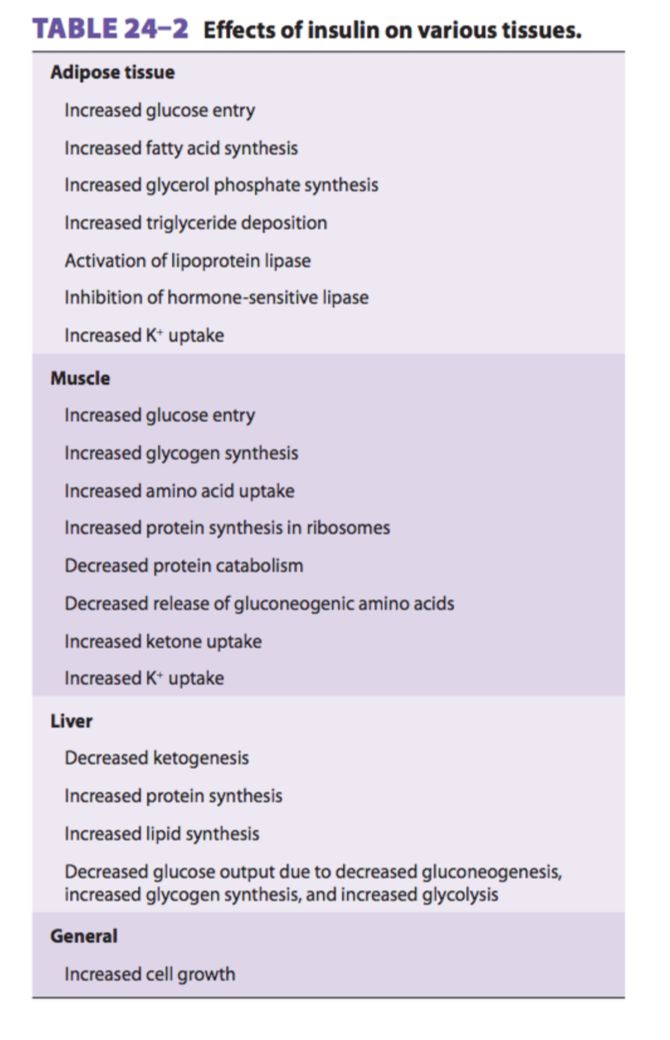 TABLE 24–2 Effects of insulin on various tissues.
Adipose tissue
Increased glucose entry
Increased fatty acid synthesis
Increased glycerol phosphate synthesis
Increased triglyceride deposition
Activation of lipoprotein lipase
Inhibition of hormone-sensitive lipase
Increased K⁺ uptake
Muscle
Increased glucose entry
Increased glycogen synthesis
Increased amino acid uptake
Increased protein synthesis in ribosomes
Decreased protein catabolism
Decreased release of gluconeogenic amino acids
Increased ketone uptake
Increased K⁺ uptake
Liver
Decreased ketogenesis
Increased protein synthesis
Increased lipid synthesis
Decreased glucose output due to decreased gluconeogenesis,
increased glycogen synthesis, and increased glycolysis
General
Increased cell growth